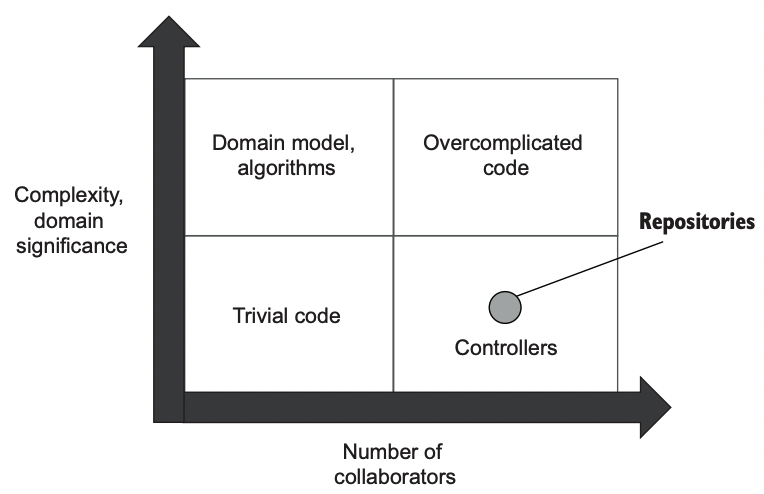 Domain model,
algorithms
Overcomplicated
code
Complexity,
domain
significance
Repositories
Trivial code
Controllers
Number of
collaborators